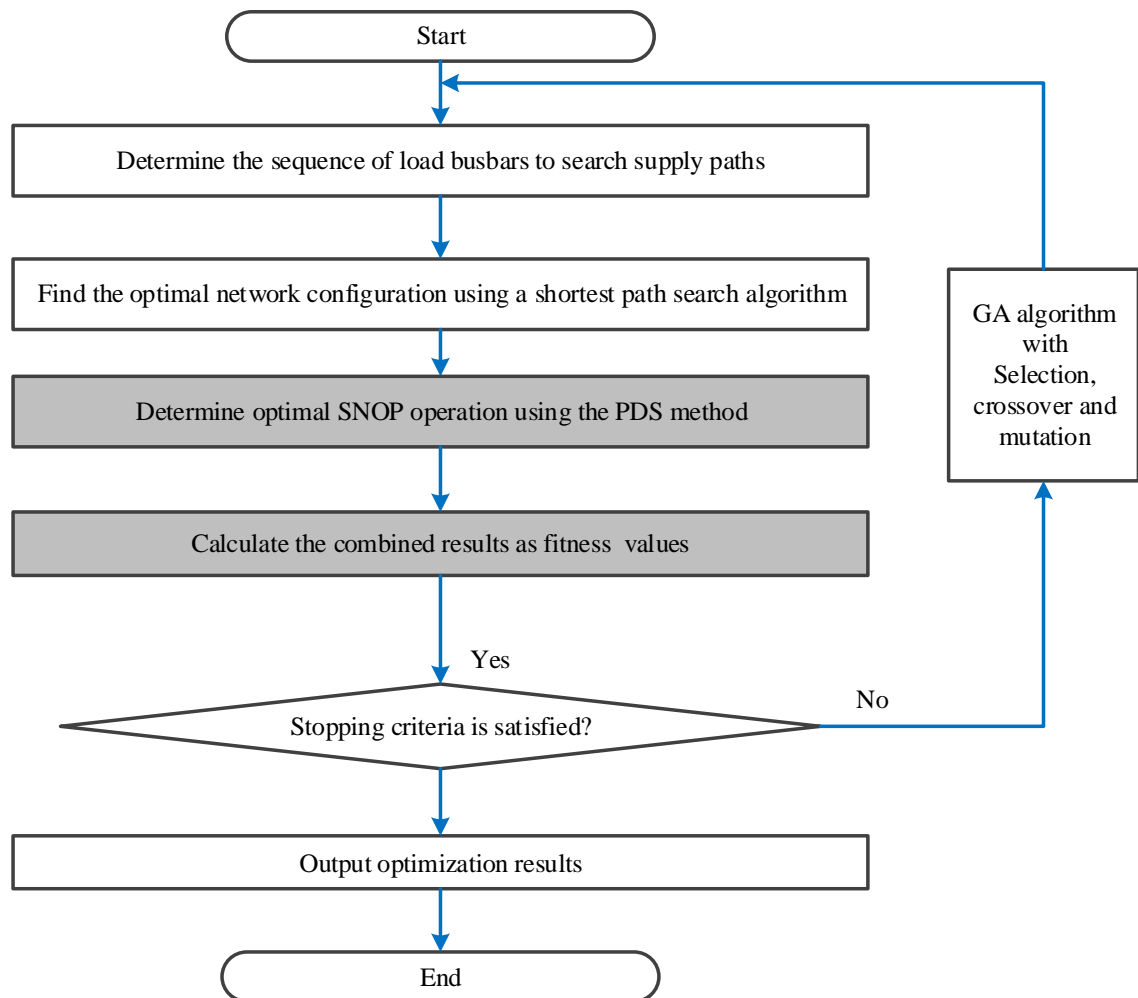 Start
Determine the sequence of load busbars to search supply paths
Find the optimal network configuration using a shortest path search algorithm
GA algorithm
with
Selection,
crossover and
mutation
Determine optimal SNOP operation using the PDS method
Calculate the combined results as fitness values
Yes
No
Stopping criteria is satisfied?
Output optimization results
End